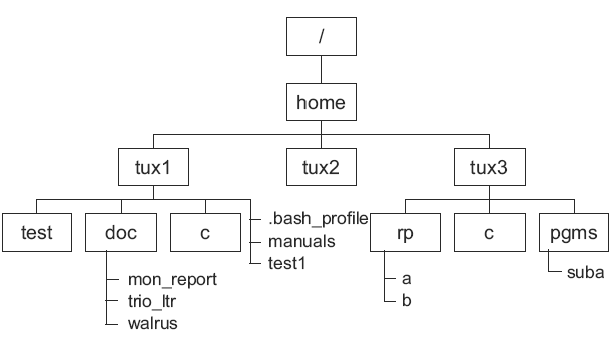 /
home
tux1
tux2
tux3
test
doc
c
.bash_profile
manuals
test1
rp
c
pgms
mon_report
trio_ltr
walrus
a
b
suba